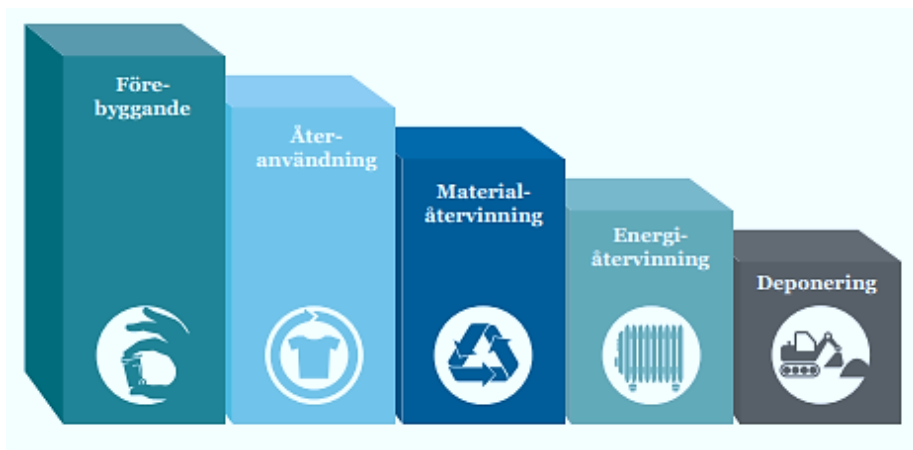 Före-
byggande
Åter-
användning
Material-
återvinning
Energi-
återvinning
Deponering